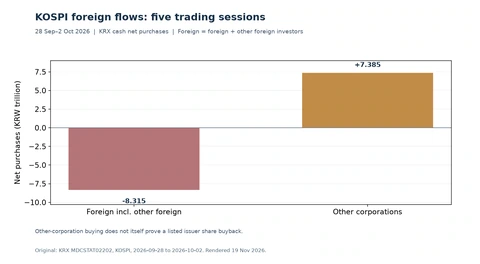 KOSPI foreign flows: five trading sessions
28 Sep–2 Oct 2026 | KRX cash net purchases | Foreign = foreign + other foreign investors
+7.385
7.5
5.0
2.5
0.0
−2.5
−5.0
−7.5
−10.0
Net purchases (KRW trillion)
-8.315
Foreign incl. other foreign
Other corporations
Other-corporation buying does not itself prove a listed issuer share buyback.
Original: KRX MDCSTAT02202, KOSPI, 2026-09-28 to 2026-10-02. Rendered 19 Nov 2026.